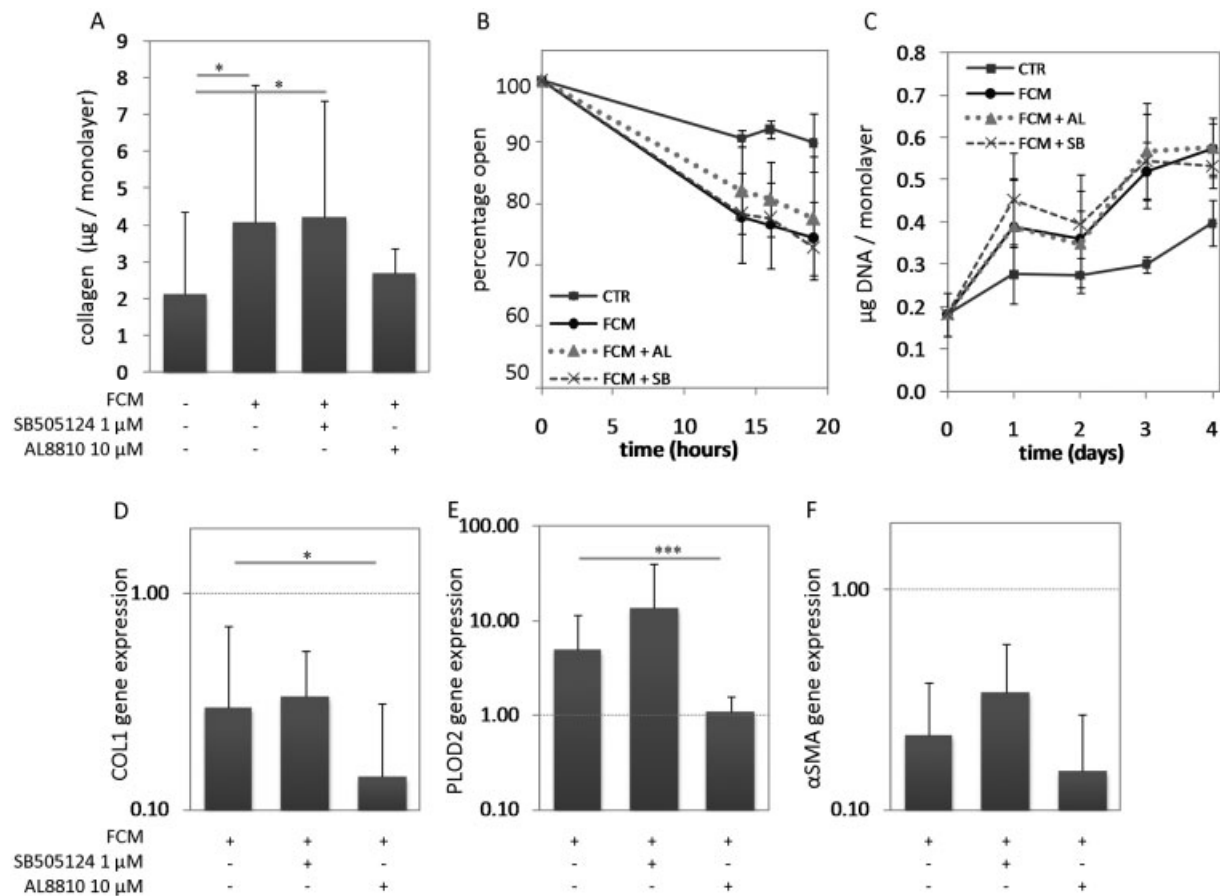 A
9
8
7
6
5
4
3
2
1
0
collagen (µg / monolayer)
*
*
FCM - + + +
SB505124 1 µM - - + -
AL8810 10 µM - - - +
B
100
90
80
70
60
50
percentage open
CTR
FCM
FCM + AL
FCM + SB
0 5 10 15 20
time (hours)
C
0.8
0.7
0.6
0.5
0.4
0.3
0.2
0.1
0.0
µg DNA / monolayer
CTR
FCM
FCM + AL
FCM + SB
0 1 2 3 4
time (days)
D
1.00
0.10
COL1 gene expression
*
FCM + + +
SB505124 1 µM - + -
AL8810 10 µM - - +
E
100.00
10.00
1.00
0.10
PLOD2 gene expression
***
+ + +
- + -
- - +
F
1.00
0.10
αSMA gene expression
+ + +
- + -
- - +